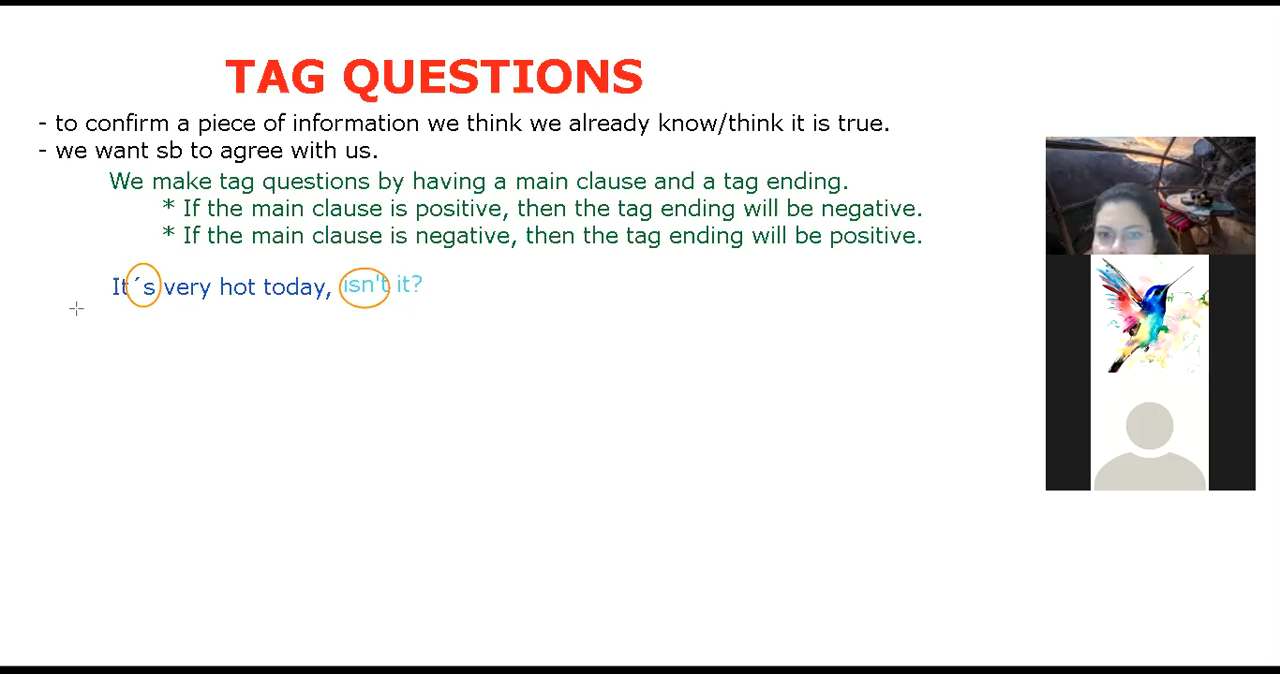 TAG QUESTIONS
- to confirm a piece of information we think we already know/think it is true.
- we want sb to agree with us.
We make tag questions by having a main clause and a tag ending.
* If the main clause is positive, then the tag ending will be negative.
* If the main clause is negative, then the tag ending will be positive.
It´s very hot today, isn't it?